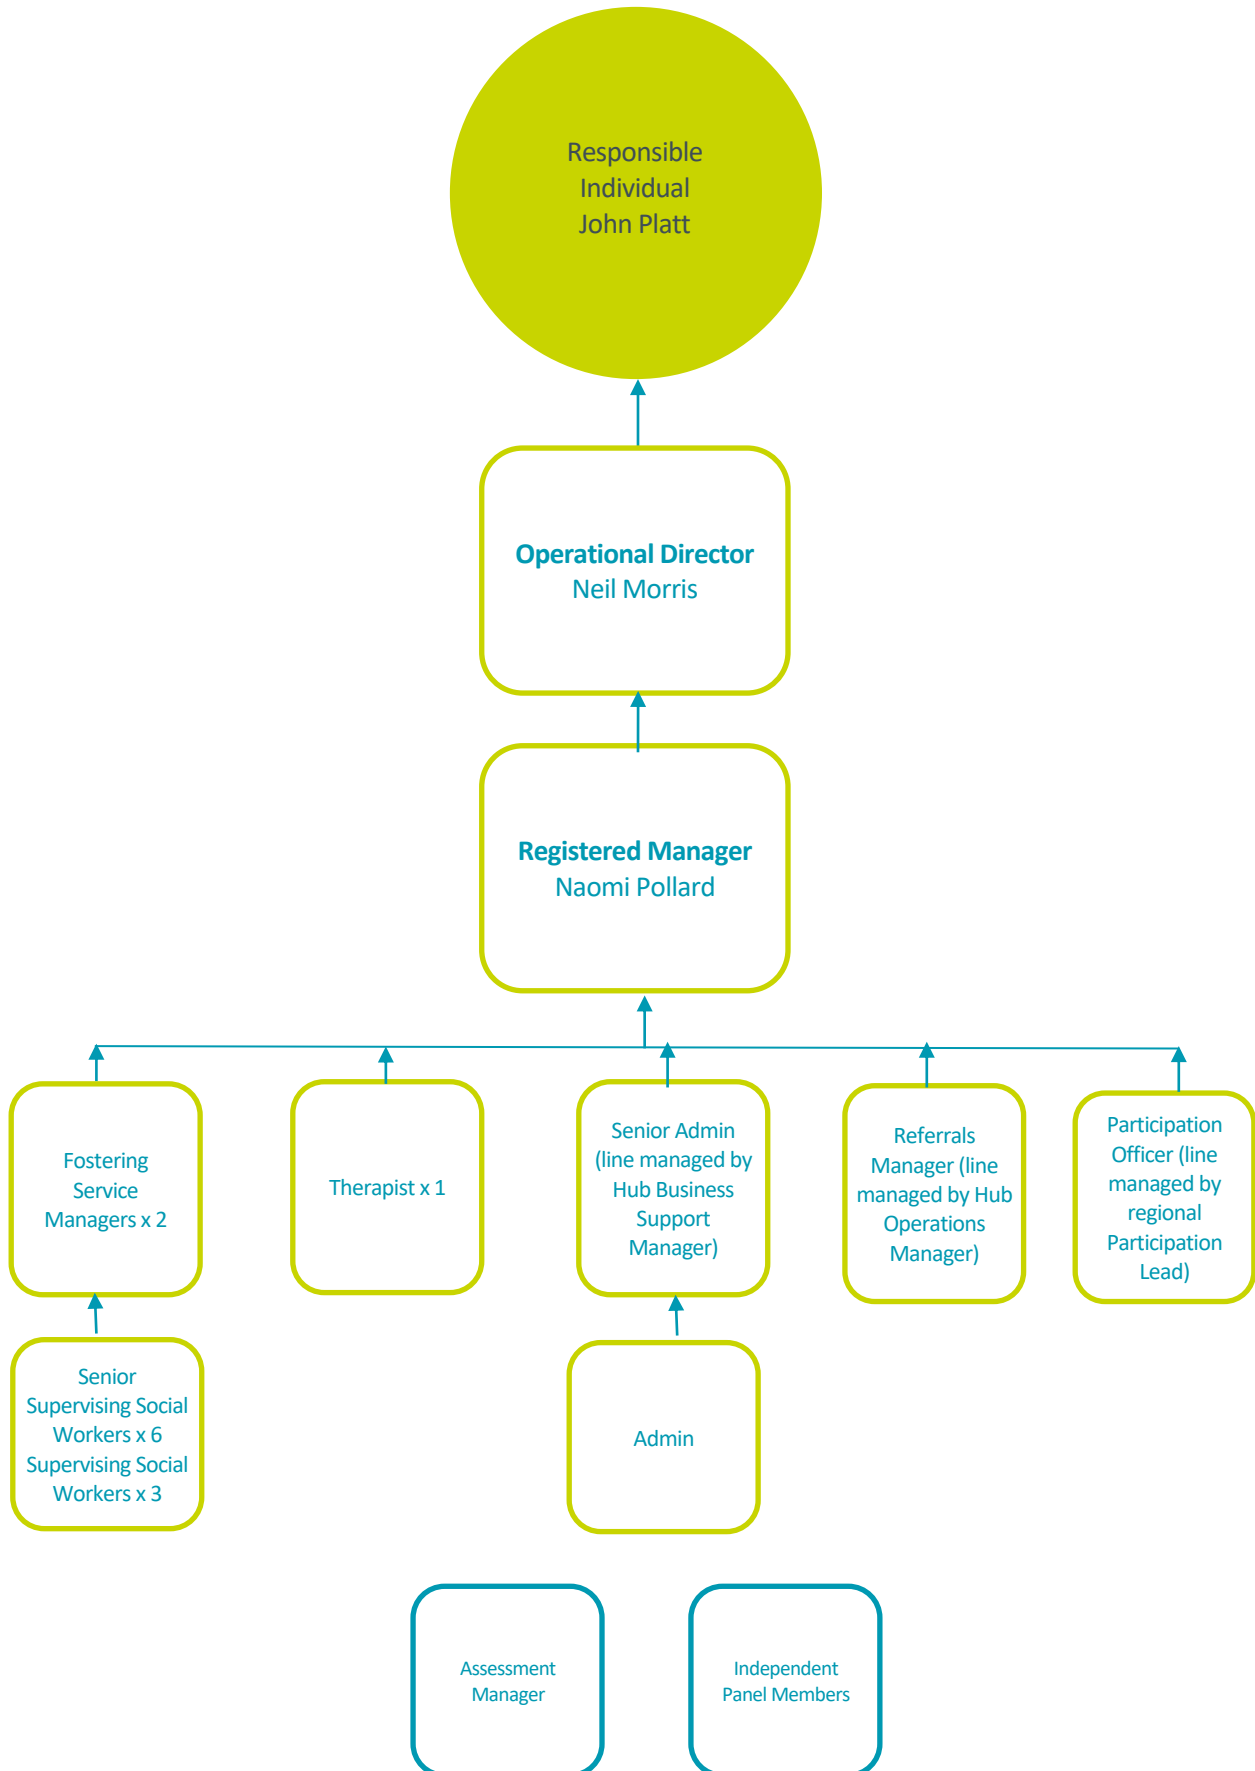 Responsible
Individual
John Platt
Operational Director
Neil Morris
Registered Manager
Naomi Pollard
Fostering
Service
Managers x 2
Therapist x 1
Senior Admin
(line managed by
Hub Business
Support
Manager)
Referrals
Manager (line
managed by Hub
Operations
Manager)
Participation
Officer (line
managed by
regional
Participation
Lead)
Senior
Supervising Social
Workers x 6
Supervising Social
Workers x 3
Admin
Assessment
Manager
Independent
Panel Members